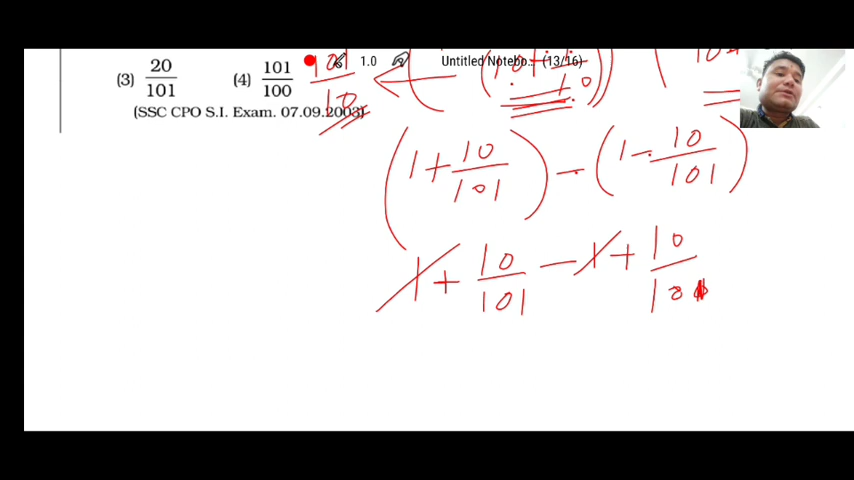 1.0 Untitled Notebo... (13/16)
(3) 20/101 (4) 101/100
(SSC CPO S.I. Exam. 07.09.2003)
(1 + 10/101) - (1 - 10/101)
1 + 10/101 - 1 + 10/101